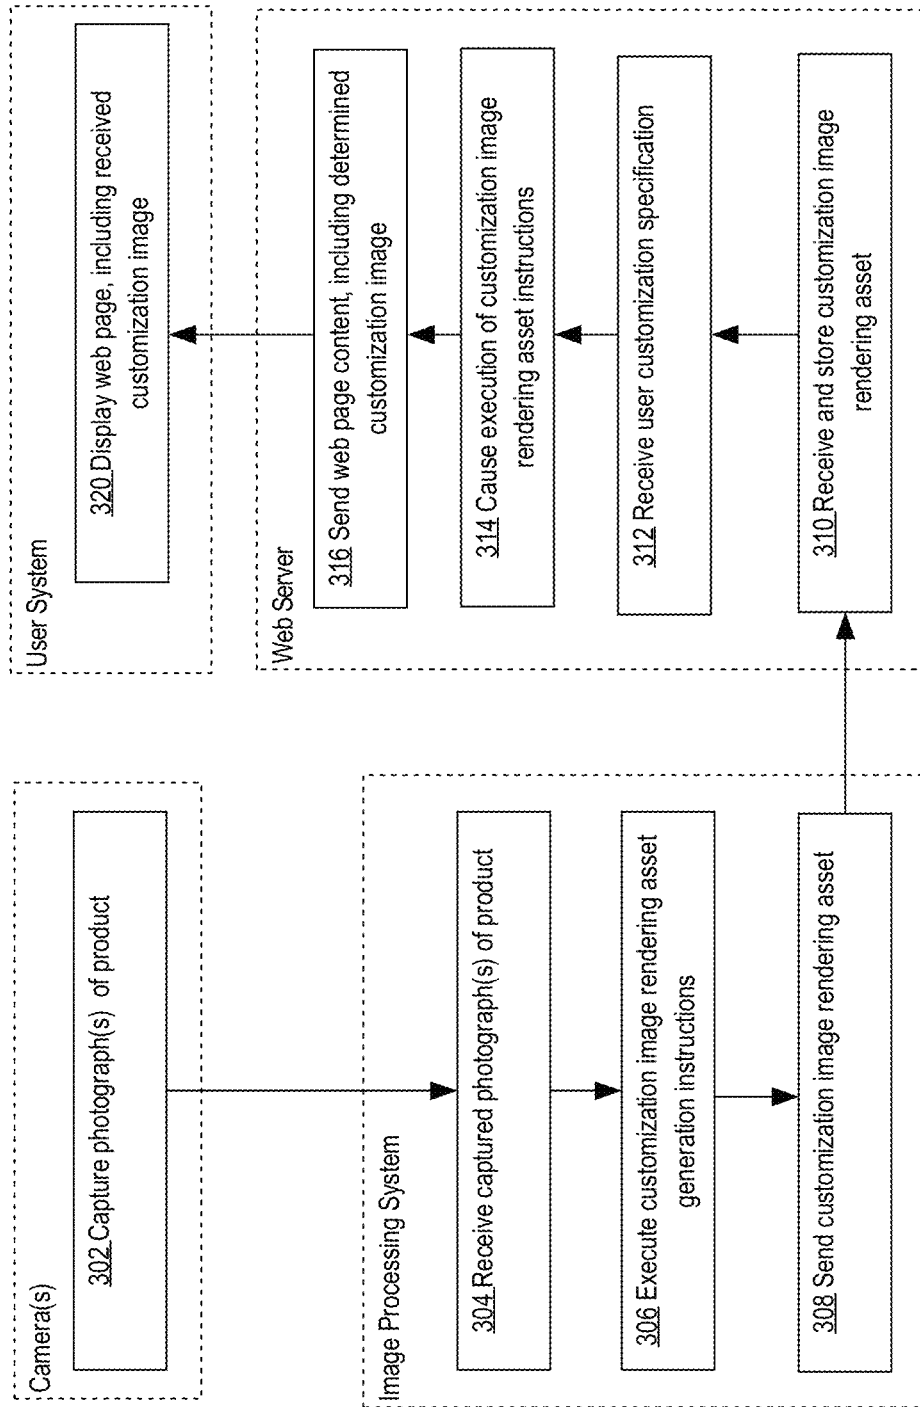 Camera(s)
302 Capture photograph(s) of product
Image Processing System
304 Receive captured photograph(s) of product
306 Execute customization image rendering asset
generation instructions
308 Send customization image rendering asset
User System
320 Display web page, including received
customization image
Web Server
316 Send web page content, including determined
customization image
314 Cause execution of customization image
rendering asset instructions
312 Receive user customization specification
310 Receive and store customization image
rendering asset